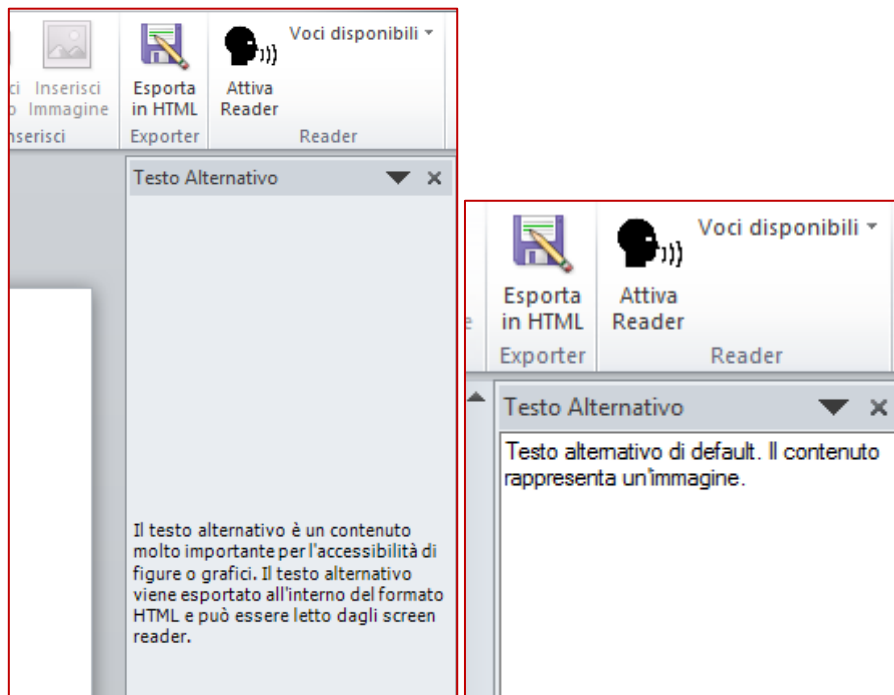 Voci disponibili
ci Inserisci
o Immagine
nserisci
Esporta
in HTML
Exporter
Attiva
Reader
Reader
Testo Alternativo
Il testo alternativo è un contenuto
molto importante per l'accessibilità di
figure o grafici. Il testo alternativo
viene esportato all'interno del formato
HTML e può essere letto dagli screen
reader.
Voci disponibili
e
Esporta
in HTML
Exporter
Attiva
Reader
Reader
Testo Alternativo
Testo alternativo di default. Il contenuto
rappresenta un'immagine.